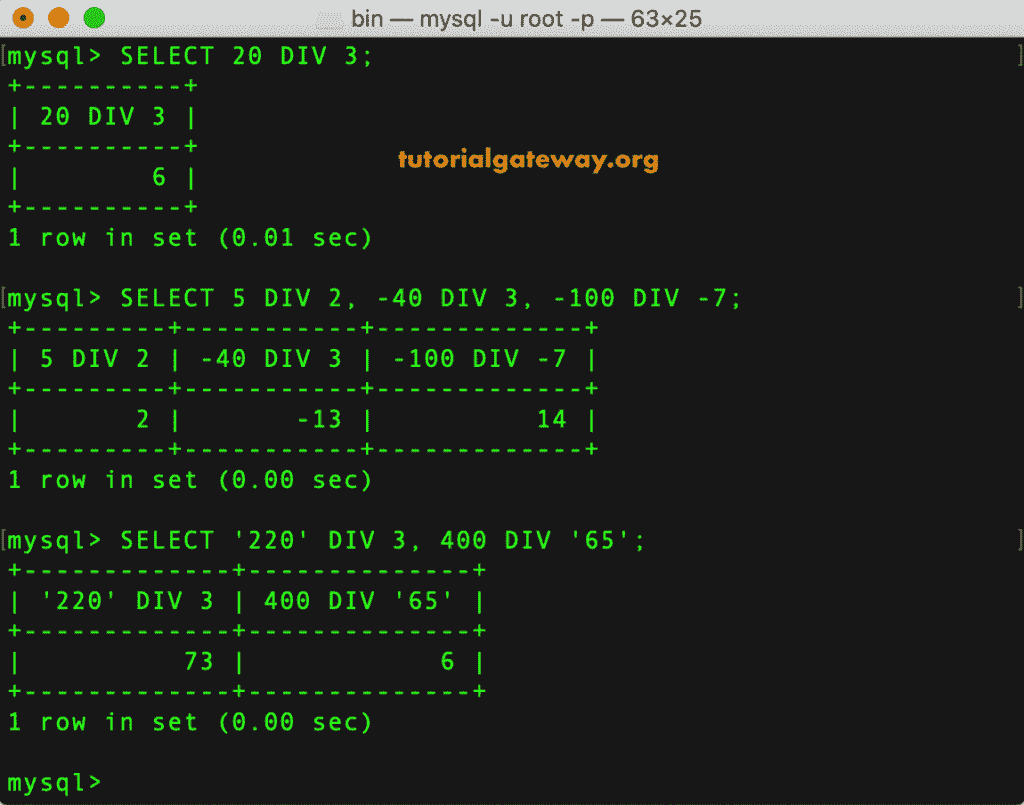 bin — mysql -u root -p — 63×25
[mysql> SELECT 20 DIV 3; ]
+----------+
| 20 DIV 3 |
+----------+
|        6 |
+----------+
1 row in set (0.01 sec)
tutorialgateway.org
[mysql> SELECT 5 DIV 2, -40 DIV 3, -100 DIV -7; ]
+---------+-----------+-------------+
| 5 DIV 2 | -40 DIV 3 | -100 DIV -7 |
+---------+-----------+-------------+
|       2 |       -13 |          14 |
+---------+-----------+-------------+
1 row in set (0.00 sec)
[mysql> SELECT '220' DIV 3, 400 DIV '65'; ]
+-------------+--------------+
| '220' DIV 3 | 400 DIV '65' |
+-------------+--------------+
|          73 |            6 |
+-------------+--------------+
1 row in set (0.00 sec)
mysql>